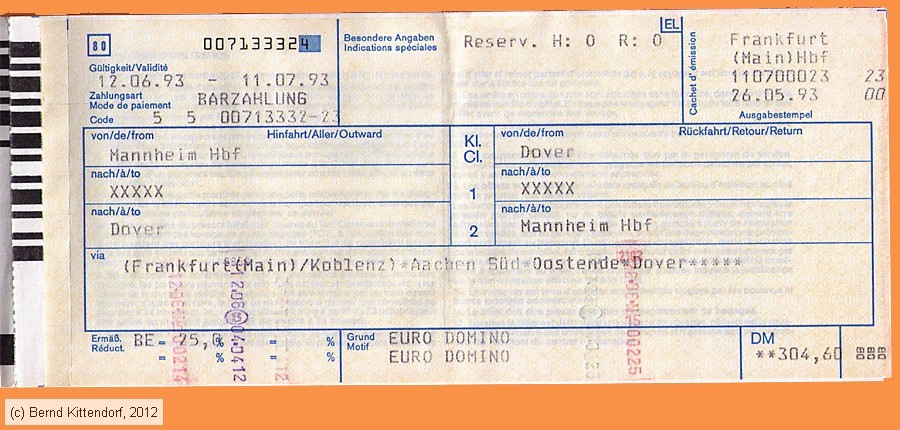 EL
80
0071333324
Besondere Angaben
Indications spéciales
Reserv. H: 0 R: 0
Cachet d'émission
Frankfurt
(Main)Hbf
110700023 23
26.05.93 00
Ausgabestempel
Gültigkeit/Validité
12.06.93 - 11.07.93
Zahlungsart
Mode de paiement
BARZAHLUNG
Code 5 5 00713332-23
von/de/from Hinfahrt/Aller/Outward
Mannheim Hbf
nach/à/to
XXXXX
nach/à/to
Dover
Kl.
Cl.
1
2
von/de/from Rückfahrt/Retour/Return
Dover
nach/à/to
XXXXX
nach/à/to
Mannheim Hbf
via
(Frankfurt(Main)/Koblenz)*Aachen Süd*Oostende*Dover*****
Ermäß.
Réduct.
BE = 25,0 % = %
= % = %
Grund
Motif
EURO DOMINO
EURO DOMINO
DM
**304,60
DB DB DB
(c) Bernd Kittendorf, 2012